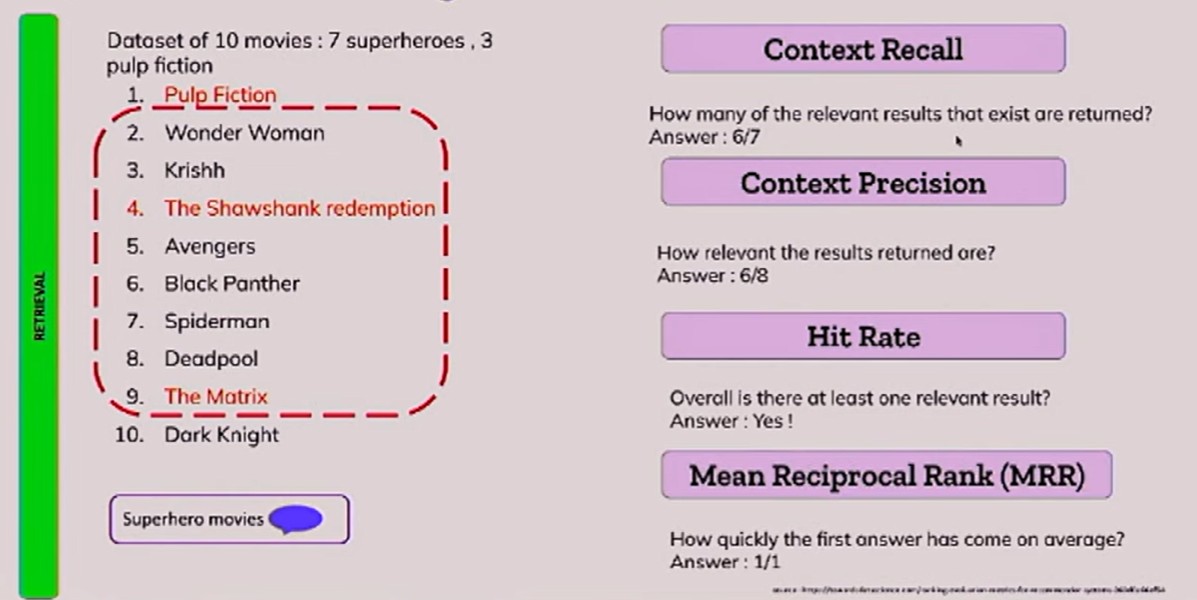 Dataset of 10 movies : 7 superheroes , 3
pulp fiction
1. Pulp Fiction
2. Wonder Woman
3. Krishh
4. The Shawshank redemption
5. Avengers
6. Black Panther
7. Spiderman
8. Deadpool
9. The Matrix
10. Dark Knight
Superhero movies
RETRIEVAL
Context Recall
How many of the relevant results that exist are returned?
Answer : 6/7
Context Precision
How relevant the results returned are?
Answer : 6/8
Hit Rate
Overall is there at least one relevant result?
Answer : Yes !
Mean Reciprocal Rank (MRR)
How quickly the first answer has come on average?
Answer : 1/1